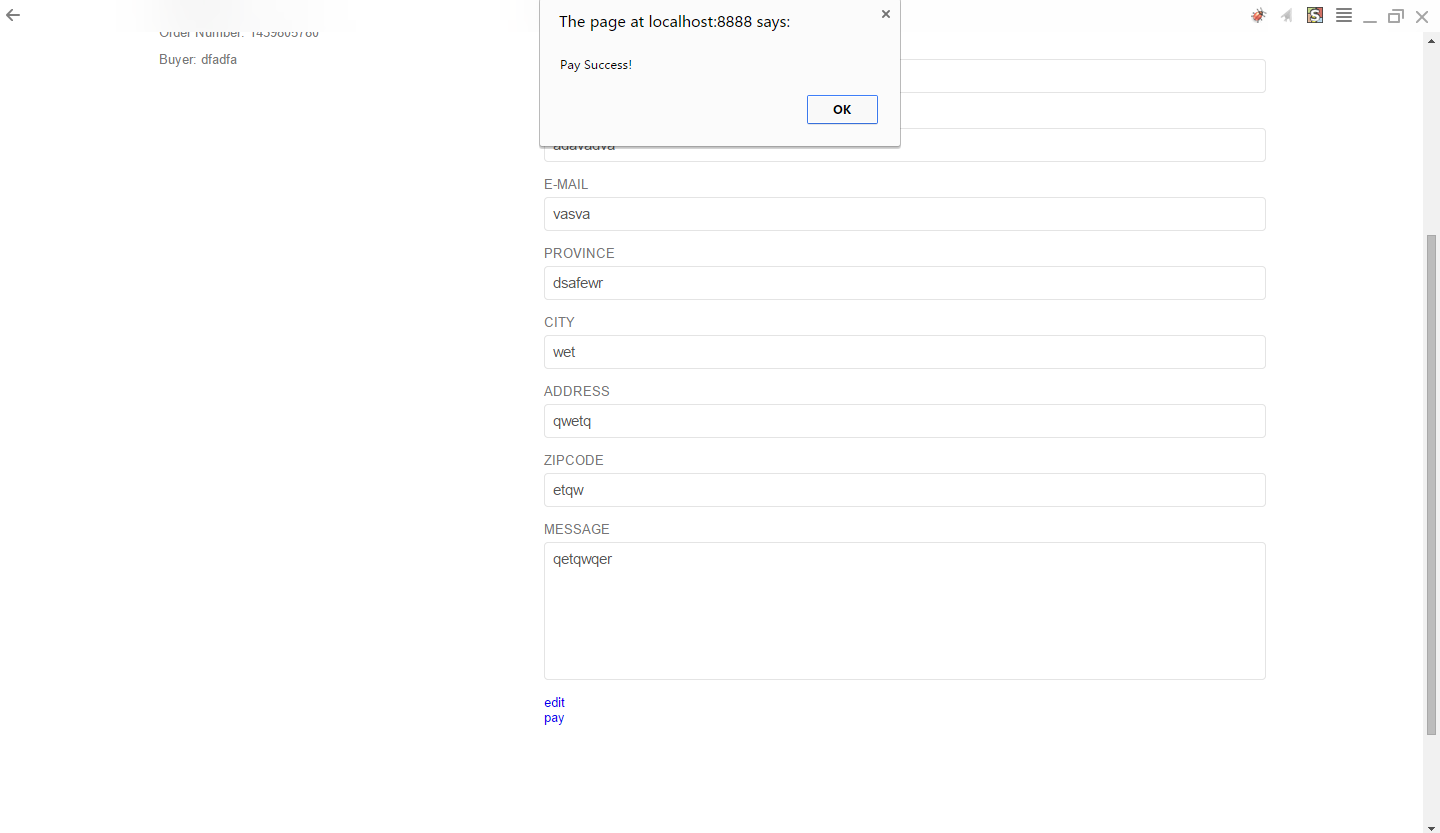 The page at localhost:8888 says:
Pay Success!
OK
Order Number: 1459805780
Buyer: dfadfa
adavadva
E-MAIL
vasva
PROVINCE
dsafewr
CITY
wet
ADDRESS
qwetq
ZIPCODE
etqw
MESSAGE
qetqwqer
edit
pay